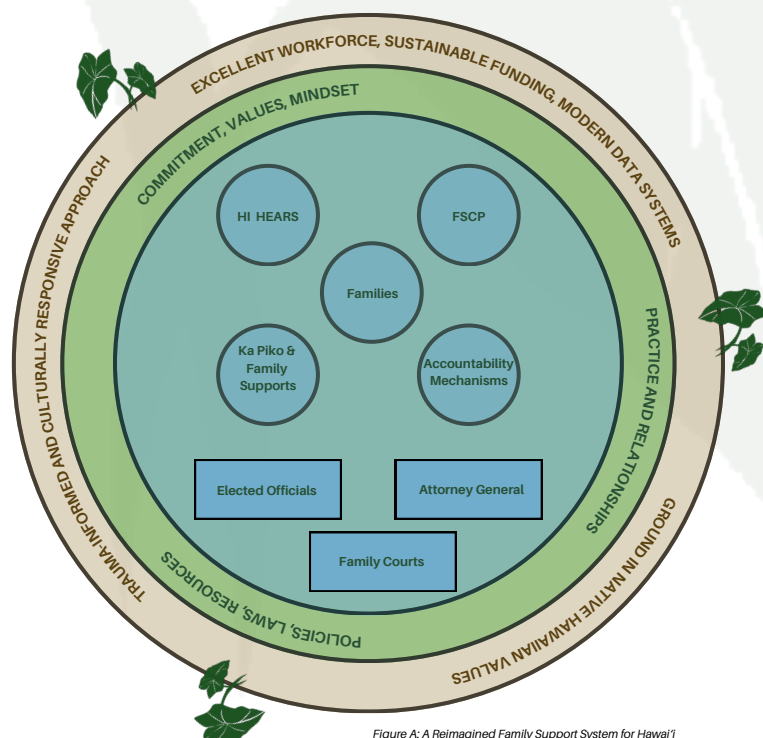 EXCELLENT WORKFORCE, SUSTAINABLE FUNDING, MODERN DATA SYSTEMS
TRAUMA-INFORMED AND CULTURALLY RESPONSIVE APPROACH
GROUND IN NATIVE HAWAIIAN VALUES
COMMITMENT, VALUES, MINDSET
PRACTICE AND RELATIONSHIPS
POLICIES, LAWS, RESOURCES
HI HEARS
FSCP
Families
Ka Piko &
Family
Supports
Accountability
Mechanisms
Elected Officials
Attorney General
Family Courts
Figure A: A Reimagined Family Support System for Hawai'i